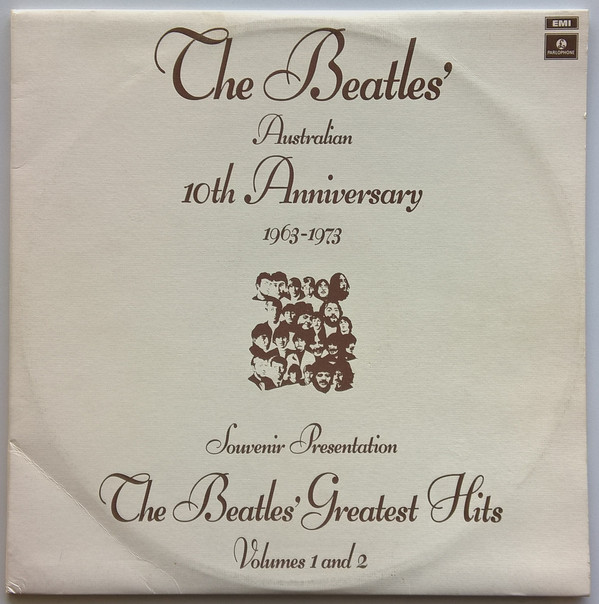 EMI
PARLOPHONE
The Beatles'
Australian
10th Anniversary
1963-1973
Souvenir Presentation
The Beatles' Greatest Hits
Volumes 1 and 2